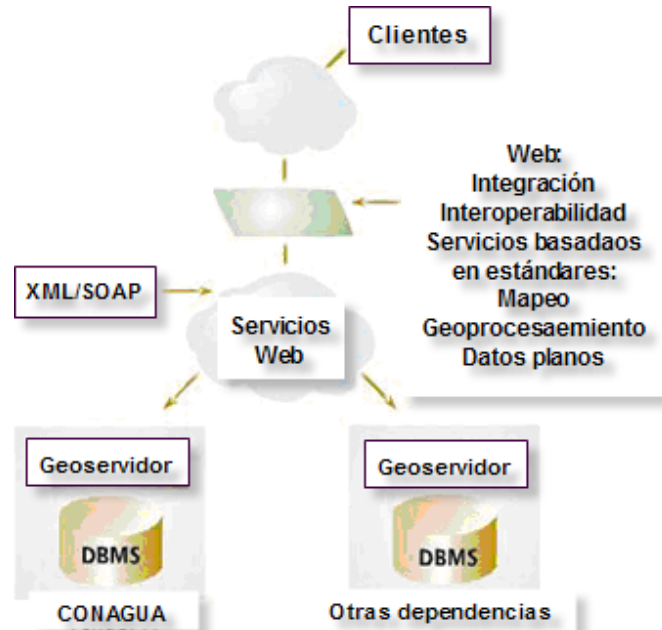 Clientes
Web:
Integración
Interoperabilidad
Servicios basadaos
en estándares:
Mapeo
Geoprocesaemiento
Datos planos
XML/SOAP
Servicios
Web
Geoservidor
DBMS
CONAGUA
Geoservidor
DBMS
Otras dependencias